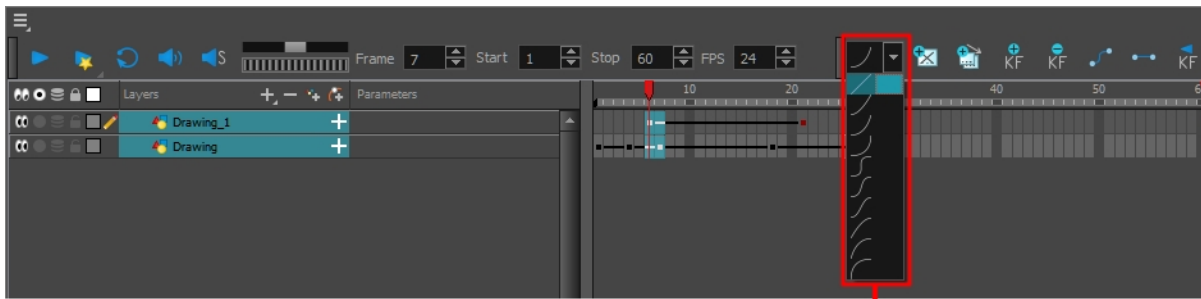 S Frame 7 Start 1 Stop 60 FPS 24 KF KF KF
Layers Parameters 10 20 40 50 6
Drawing_1
Drawing